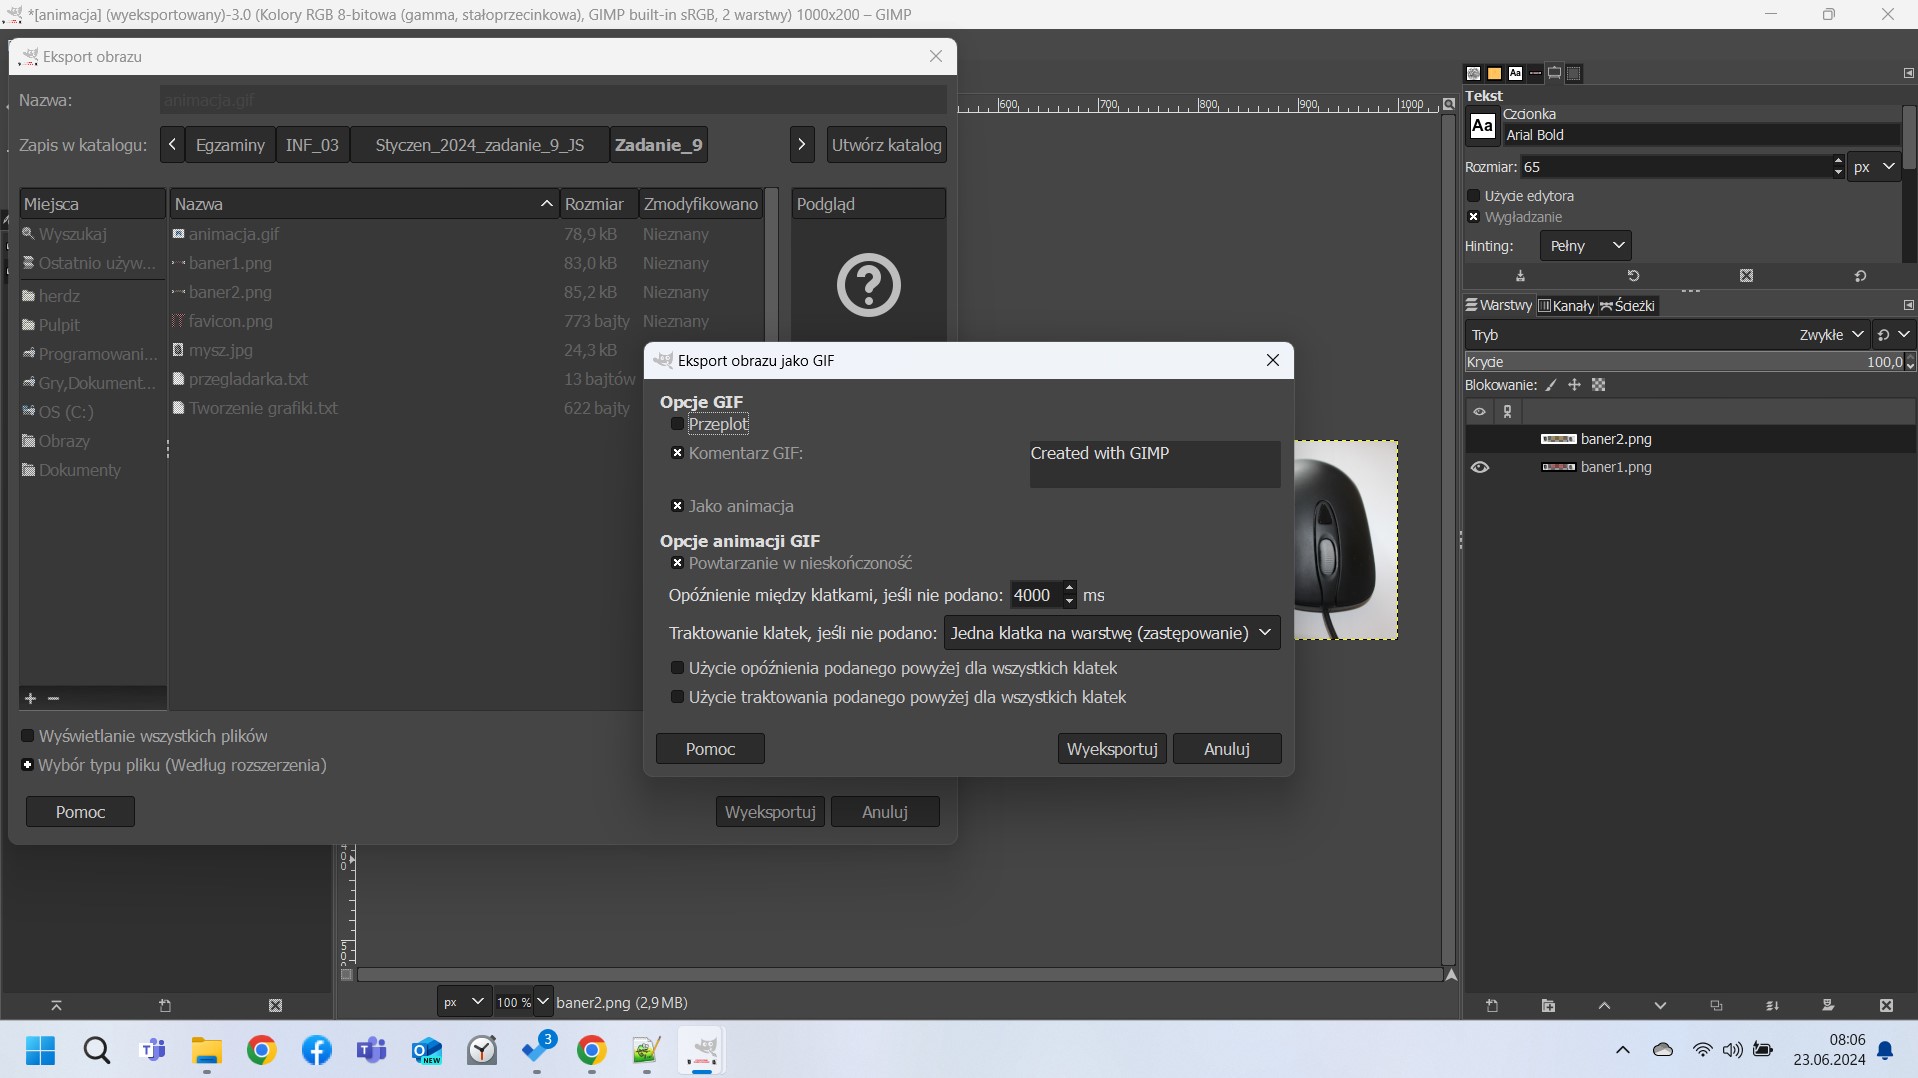 *[animacja] (wyeksportowany)-3.0 (Kolory RGB 8-bitowa (gamma, stałoprzecinkowa), GIMP built-in sRGB, 2 warstwy) 1000x200 – GIMP
Eksport obrazu
Nazwa: animacja.gif
Zapis w katalogu: Egzaminy INF_03 Styczen_2024_zadanie_9_JS Zadanie_9 Utwórz katalog
Miejsca Nazwa Rozmiar Zmodyfikowano Podgląd
Wyszukaj animacja.gif 78,9 kB Nieznany
Ostatnio używ... baner1.png 83,0 kB Nieznany
herdz baner2.png 85,2 kB Nieznany
Pulpit favicon.png 773 bajty Nieznany
Programowani... mysz.jpg 24,3 kB
Gry,Dokument... przegladarka.txt 13 bajtów
OS (C:) Tworzenie grafiki.txt 622 bajty
Obrazy
Dokumenty
Wyświetlanie wszystkich plików
Wybór typu pliku (Według rozszerzenia)
Pomoc Wyeksportuj Anuluj
Eksport obrazu jako GIF
Opcje GIF
Przeplot
Komentarz GIF: Created with GIMP
Jako animacja
Opcje animacji GIF
Powtarzanie w nieskończoność
Opóźnienie między klatkami, jeśli nie podano: 4000 ms
Traktowanie klatek, jeśli nie podano: Jedna klatka na warstwę (zastępowanie)
Użycie opóźnienia podanego powyżej dla wszystkich klatek
Użycie traktowania podanego powyżej dla wszystkich klatek
Pomoc Wyeksportuj Anuluj
600 700 800 900 1000
Tekst
Czcionka
Aa Arial Bold
Rozmiar: 65 px
Użycie edytora
Wygładzanie
Hinting: Pełny
Warstwy Kanały Ścieżki
Tryb Zwykłe
Krycie 100,0
Blokowanie:
baner2.png
baner1.png
400
500
px 100 % baner2.png (2,9 MB)
NEW
3
08:06
23.06.2024